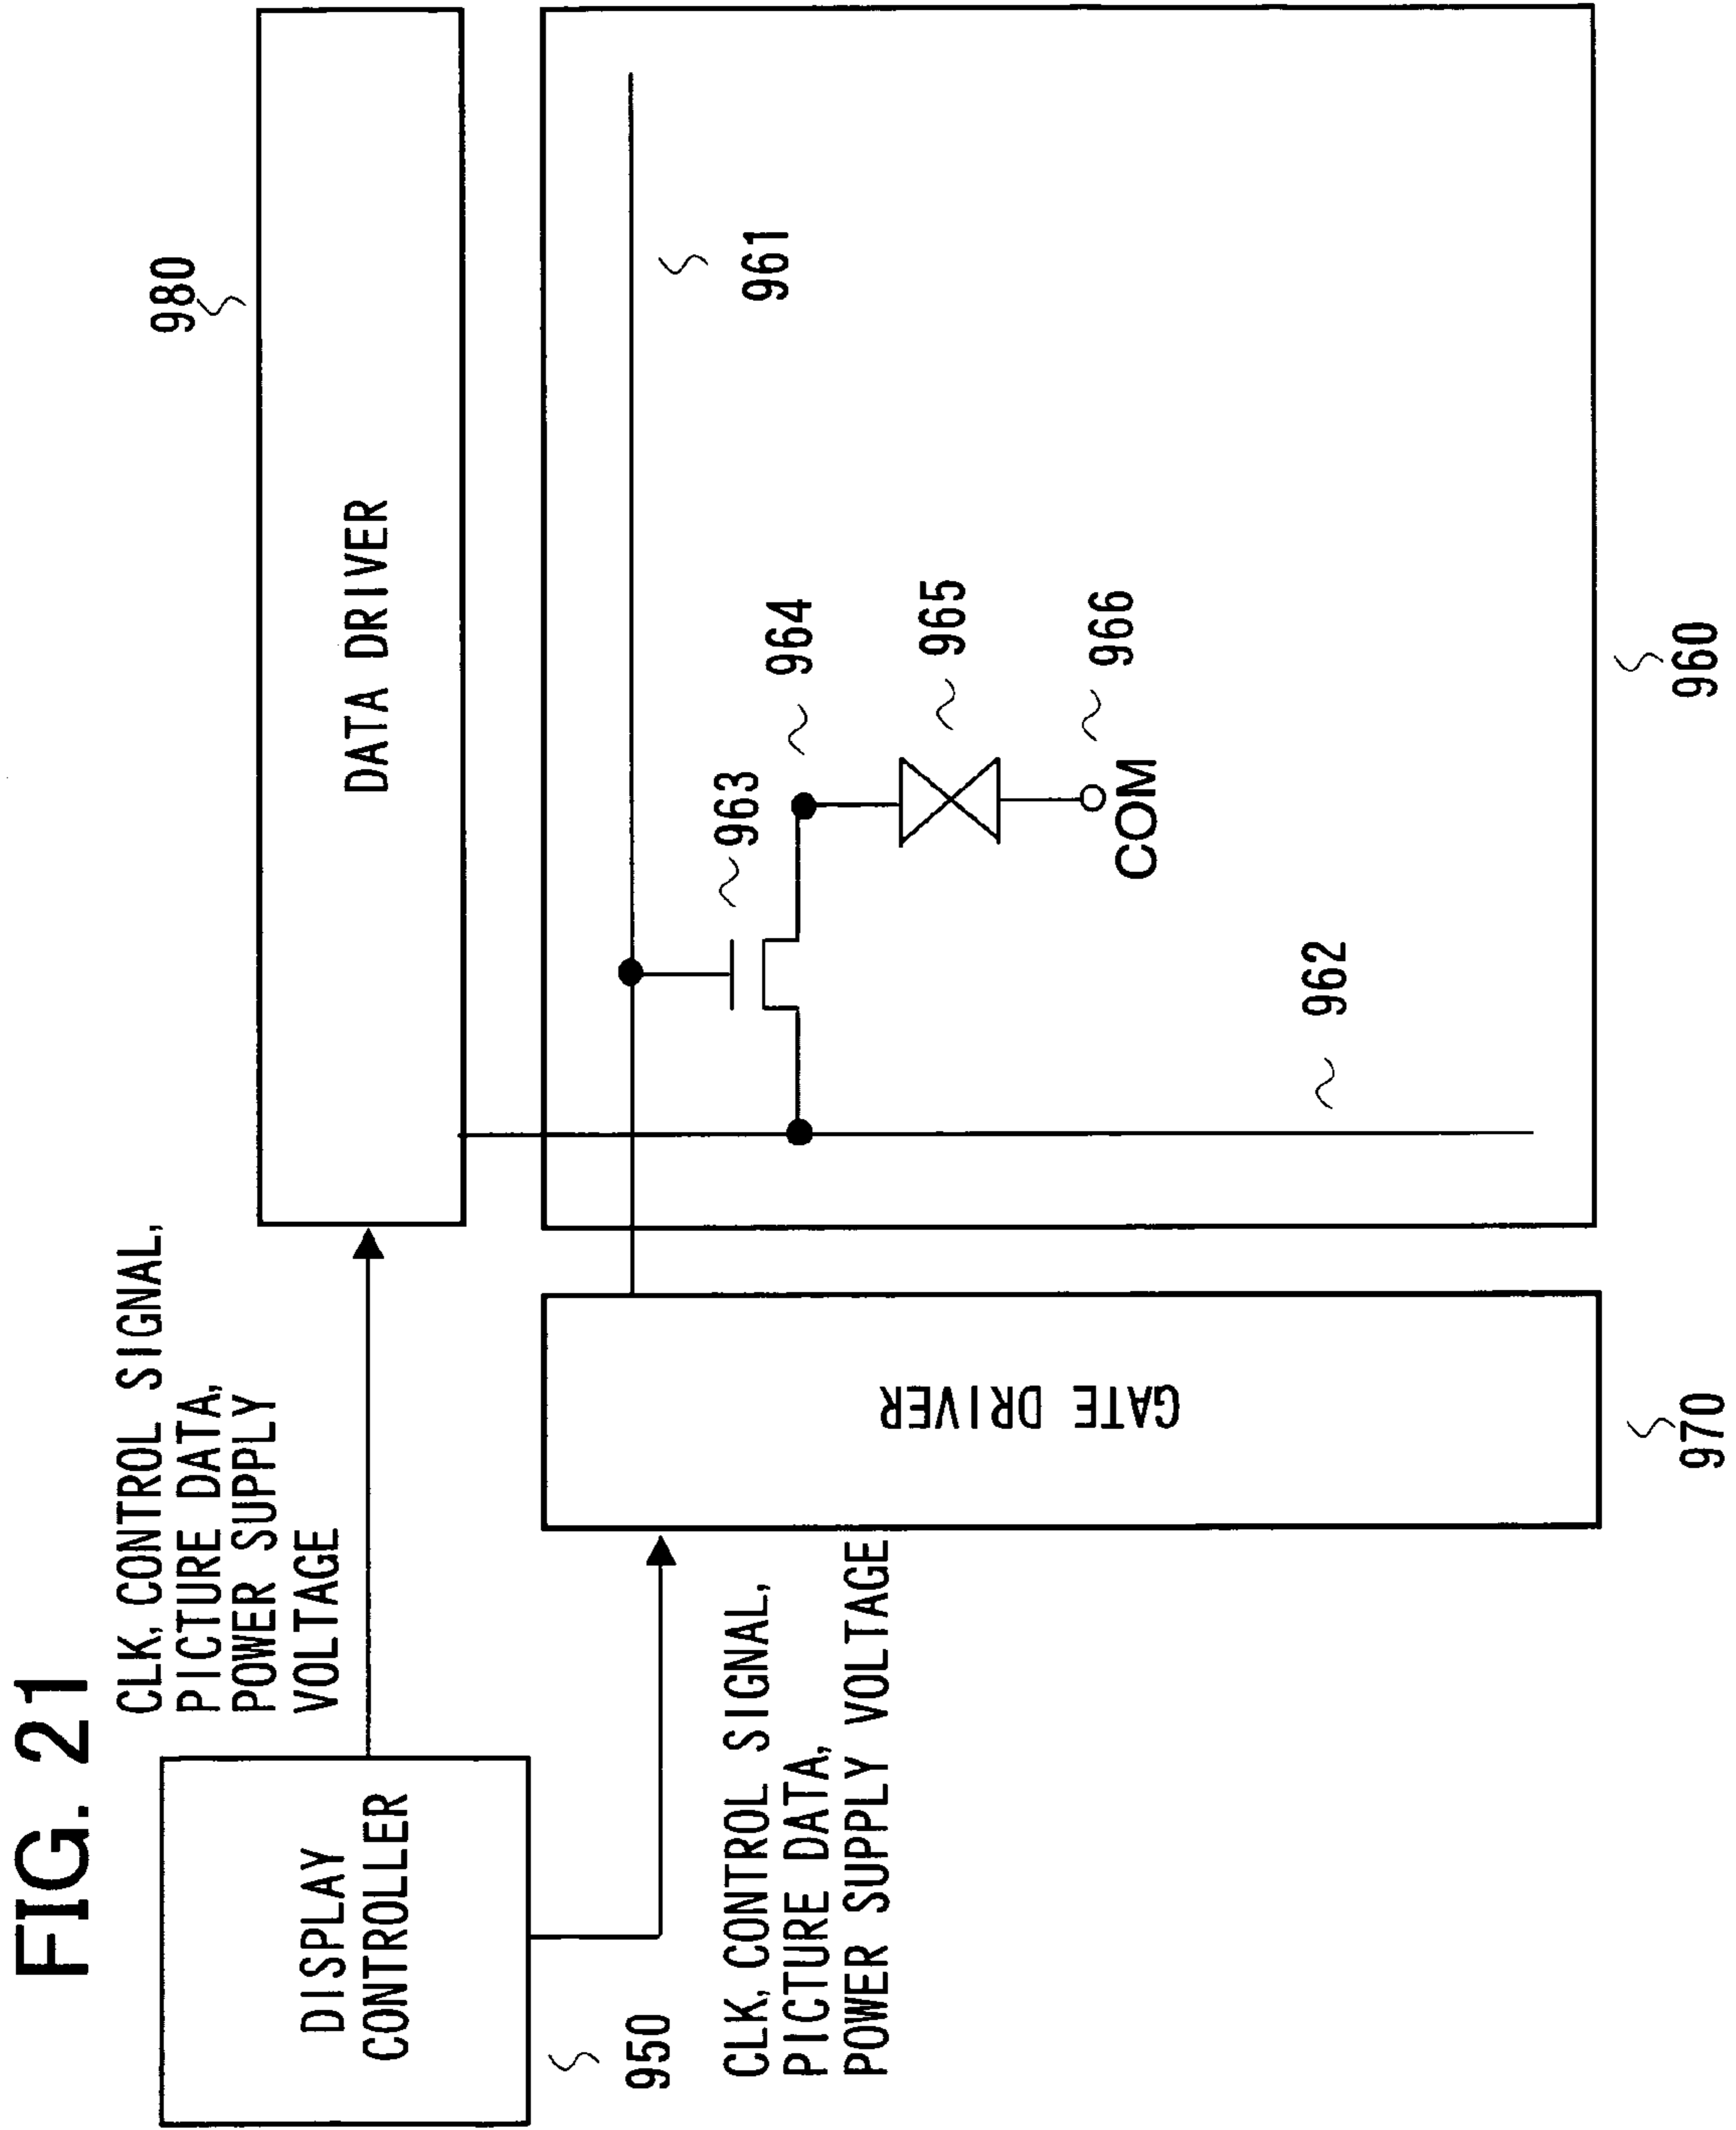 FIG. 21
CLK, CONTROL SIGNAL,
PICTURE DATA,
POWER SUPPLY
VOLTAGE
980
DISPLAY
CONTROLLER
DATA DRIVER
950
CLK, CONTROL SIGNAL,
PICTURE DATA,
POWER SUPPLY VOLTAGE
GATE DRIVER
970
961
963
964
965
966
COM
962
960